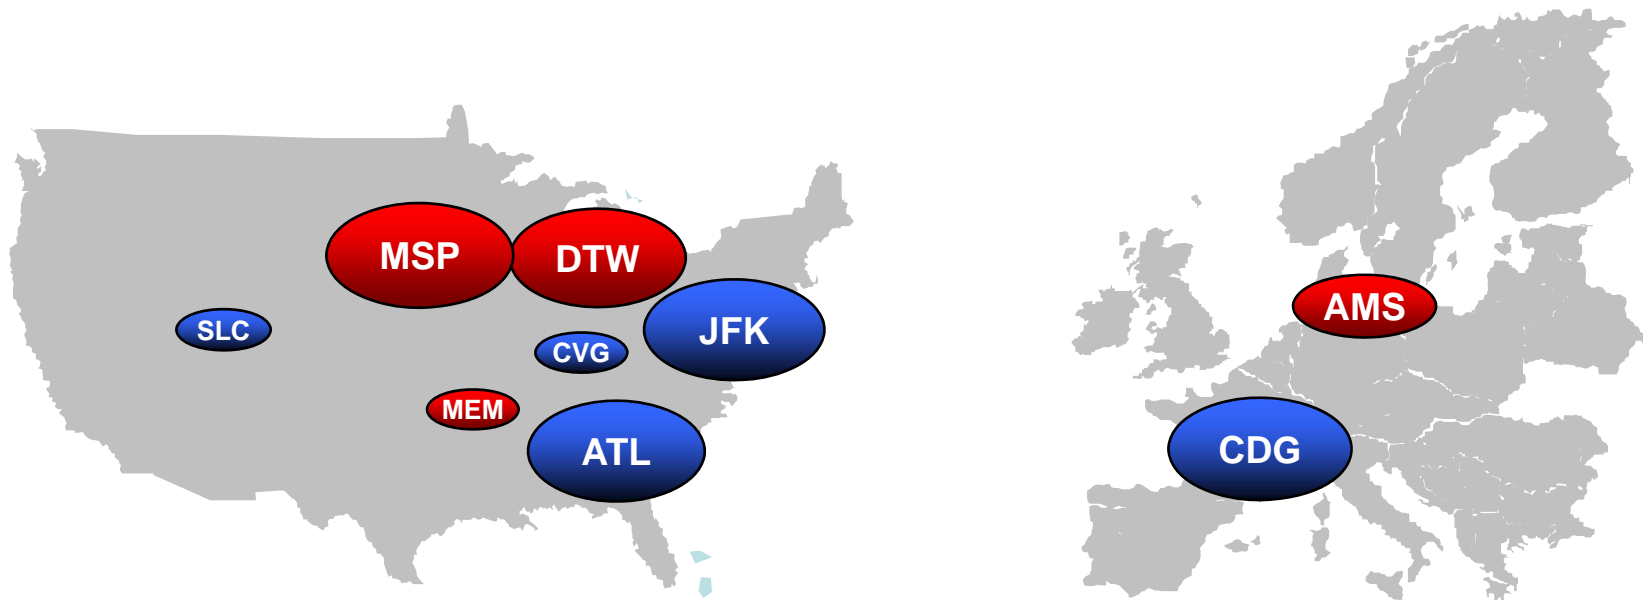 MSP
DTW
SLC
CVG
JFK
MEM
ATL
AMS
CDG